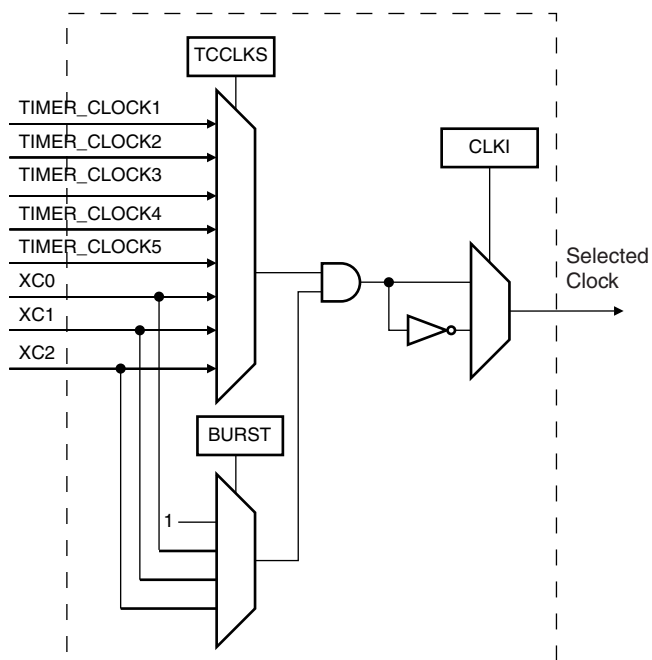 TCCLKS
TIMER_CLOCK1
TIMER_CLOCK2
TIMER_CLOCK3
TIMER_CLOCK4
TIMER_CLOCK5
XC0
XC1
XC2
CLKI
Selected
Clock
BURST
1